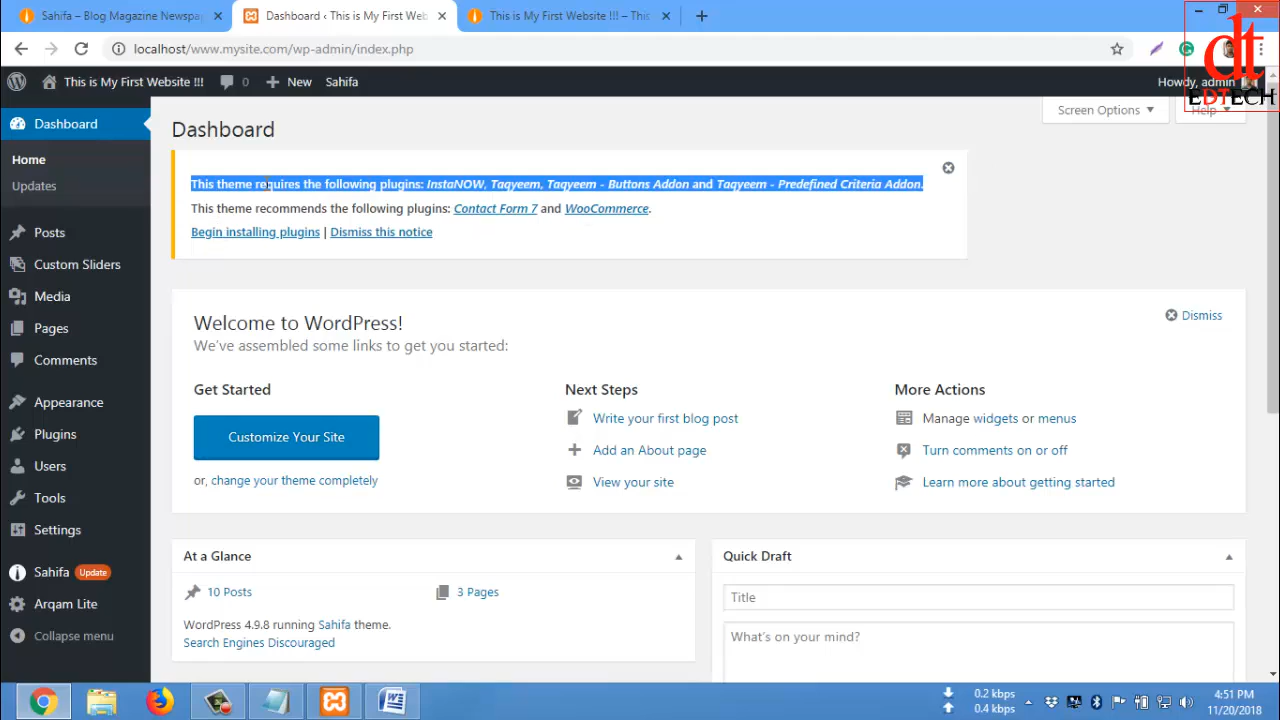 Sahifa – Blog Magazine Newspa
Dashboard ‹ This is My First Web
This is My First Website !!! – This
localhost/www.mysite.com/wp-admin/index.php
dt
EDTECH
This is My First Website !!!
0
New
Sahifa
Howdy, admin
Dashboard
Home
Updates
Posts
Custom Sliders
Media
Pages
Comments
Appearance
Plugins
Users
Tools
Settings
Sahifa Update
Arqam Lite
Collapse menu
Screen Options
Help
Dashboard
This theme requires the following plugins: InstaNOW, Taqyeem, Taqyeem - Buttons Addon and Taqyeem - Predefined Criteria Addon.
This theme recommends the following plugins: Contact Form 7 and WooCommerce.
Begin installing plugins | Dismiss this notice
Welcome to WordPress!
Dismiss
We've assembled some links to get you started:
Get Started
Customize Your Site
or, change your theme completely
Next Steps
Write your first blog post
Add an About page
View your site
More Actions
Manage widgets or menus
Turn comments on or off
Learn more about getting started
At a Glance
10 Posts
3 Pages
WordPress 4.9.8 running Sahifa theme.
Search Engines Discouraged
Quick Draft
Title
What's on your mind?
0.2 kbps
0.4 kbps
4:51 PM
11/20/2018